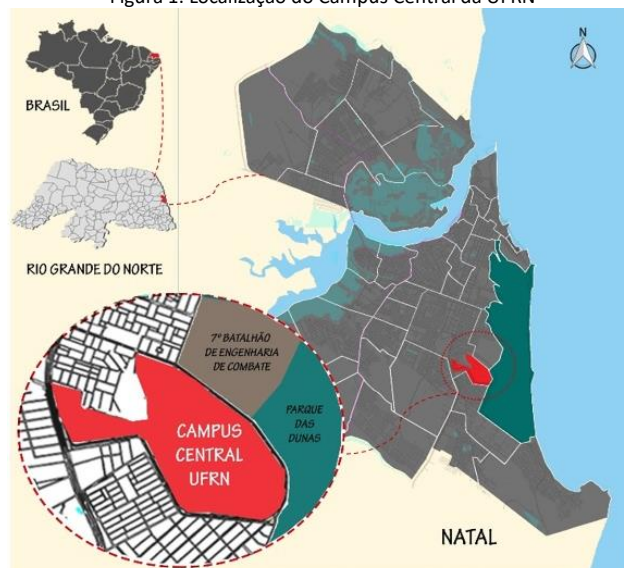 Figura 1: Localização do Campus Central da UFRN
N
BRASIL
RIO GRANDE DO NORTE
7º BATALHÃO
DE ENGENHARIA
DE COMBATE
PARQUE
DAS
DUNAS
CAMPUS
CENTRAL
UFRN
NATAL